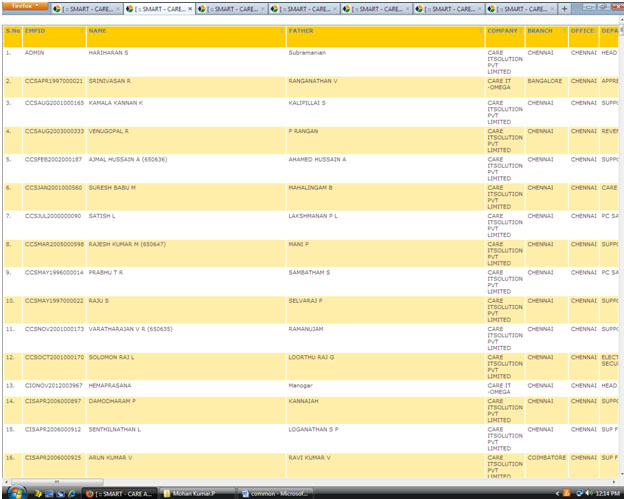 Firefox
[ :: SMART - CARE... [ :: SMART - CARE... [ :: SMART - CARE... [ :: SMART - CARE... [ :: SMART - CARE... [ :: SMART - CARE... [ :: SMART - CARE...
S.No EMPID NAME FATHER COMPANY BRANCH OFFICE DEPA
1. ADMIN HARIHARAN S Subramanian CARE CHENNAI CHENNAI HEAD
ITSOLUTION
PVT
LIMITED
2. CCSAPR1997000021 SRINIVASAN R RANGANATHAN V CARE IT BANGALORE CHENNAI APPRE
-OMEGA
3. CCSAUG2001000165 KAMALA KANNAN K KALIPILLAI S CARE CHENNAI CHENNAI SUPPO
ITSOLUTION
PVT
LIMITED
4. CCSAUG2003000333 VENUGOPAL R P RANGAN CARE CHENNAI CHENNAI REVEN
ITSOLUTION
PVT
LIMITED
5. CCSFEB2002000187 AJMAL HUSSAIN A (650636) AHAMED HUSSAIN A CARE CHENNAI CHENNAI SUPPO
ITSOLUTION
PVT
LIMITED
6. CCSJAN2001000560 SURESH BABU M MAHALINGAM B CARE CHENNAI CHENNAI CARE
ITSOLUTION
PVT
LIMITED
7. CCSJUL2000000090 SATISH L LAKSHMANAN P L CARE CHENNAI CHENNAI PC SA
ITSOLUTION
PVT
LIMITED
8. CCSMAR2005000598 RAJESH KUMAR M (650647) MANI P CARE CHENNAI CHENNAI SUPPO
ITSOLUTION
PVT
LIMITED
9. CCSMAY1996000014 PRABHU T R SAMBATHAM S CARE CHENNAI CHENNAI PC SA
ITSOLUTION
PVT
LIMITED
10. CCSMAY1997000022 RAJU S SELVARAJ P CARE CHENNAI CHENNAI SUPPO
ITSOLUTION
PVT
LIMITED
11. CCSNOV2001000173 VARATHARAJAN V R (650635) RAMANUJAM CARE CHENNAI CHENNAI SUPPO
ITSOLUTION
PVT
LIMITED
12. CCSOCT2001000170 SOLOMON RAJ L LOORTHU RAJ G CARE CHENNAI CHENNAI ELECT
ITSOLUTION SECU
PVT
LIMITED
13. CIONOV2012003967 HEMAPRASANA Manogar CARE IT CHENNAI CHENNAI HEAD
-OMEGA
14. CISAPR2006000897 DAMODHARAM P KANNAIAH CARE CHENNAI CHENNAI SUPPO
ITSOLUTION
PVT
LIMITED
15. CISAPR2006000912 SENTHILNATHAN L LOGANATHAN S P CARE CHENNAI CHENNAI SUP F
ITSOLUTION
PVT
LIMITED
16. CISAPR2006000925 ARUN KUMAR V RAVI KUMAR V CARE COIMBATORE CHENNAI SUP F
ITSOLUTION
PVT
LIMITED
[ :: SMART - CARE A... Mohan Kumar.P common - Microsof... 12:14 PM